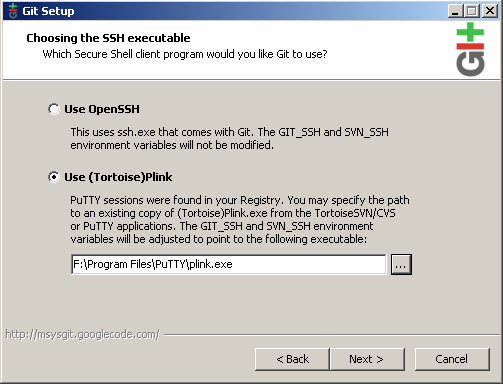 Git Setup
Choosing the SSH executable
Which Secure Shell client program would you like Git to use?
Git
Use OpenSSH
This uses ssh.exe that comes with Git. The GIT_SSH and SVN_SSH
environment variables will not be modified.
Use (Tortoise)Plink
PuTTY sessions were found in your Registry. You may specify the path
to an existing copy of (Tortoise)Plink.exe from the TortoiseSVN/CVS
or PuTTY applications. The GIT_SSH and SVN_SSH environment
variables will be adjusted to point to the following executable:
F:\Program Files\PuTTY\plink.exe
...
http://msysgit.googlecode.com/
< Back
Next >
Cancel